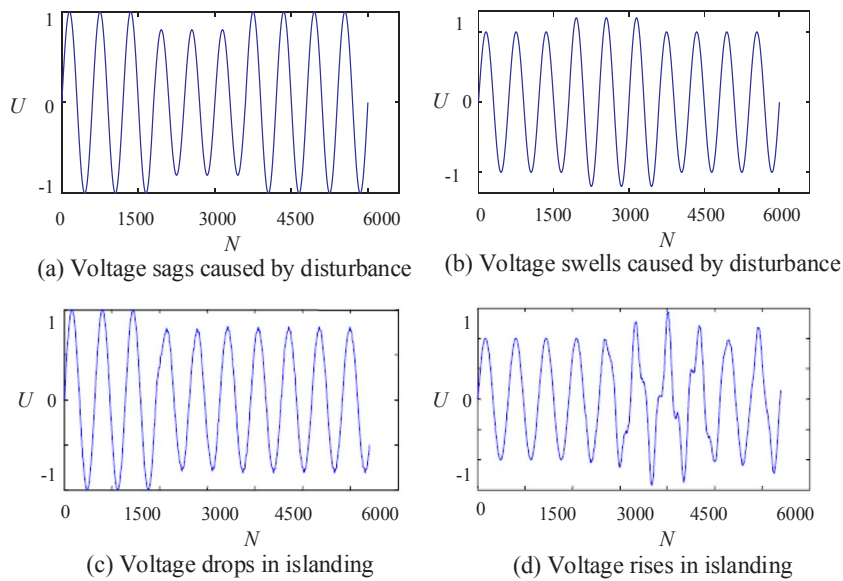 1
U
0
-1
0
1500
3000
4500
6000
N
(a) Voltage sags caused by disturbance
1
U
0
-1
0
1500
3000
4500
6000
N
(b) Voltage swells caused by disturbance
1
U
0
-1
0
1500
3000
4500
6000
N
(c) Voltage drops in islanding
1
U
0
-1
0
1500
3000
4500
6000
N
(d) Voltage rises in islanding